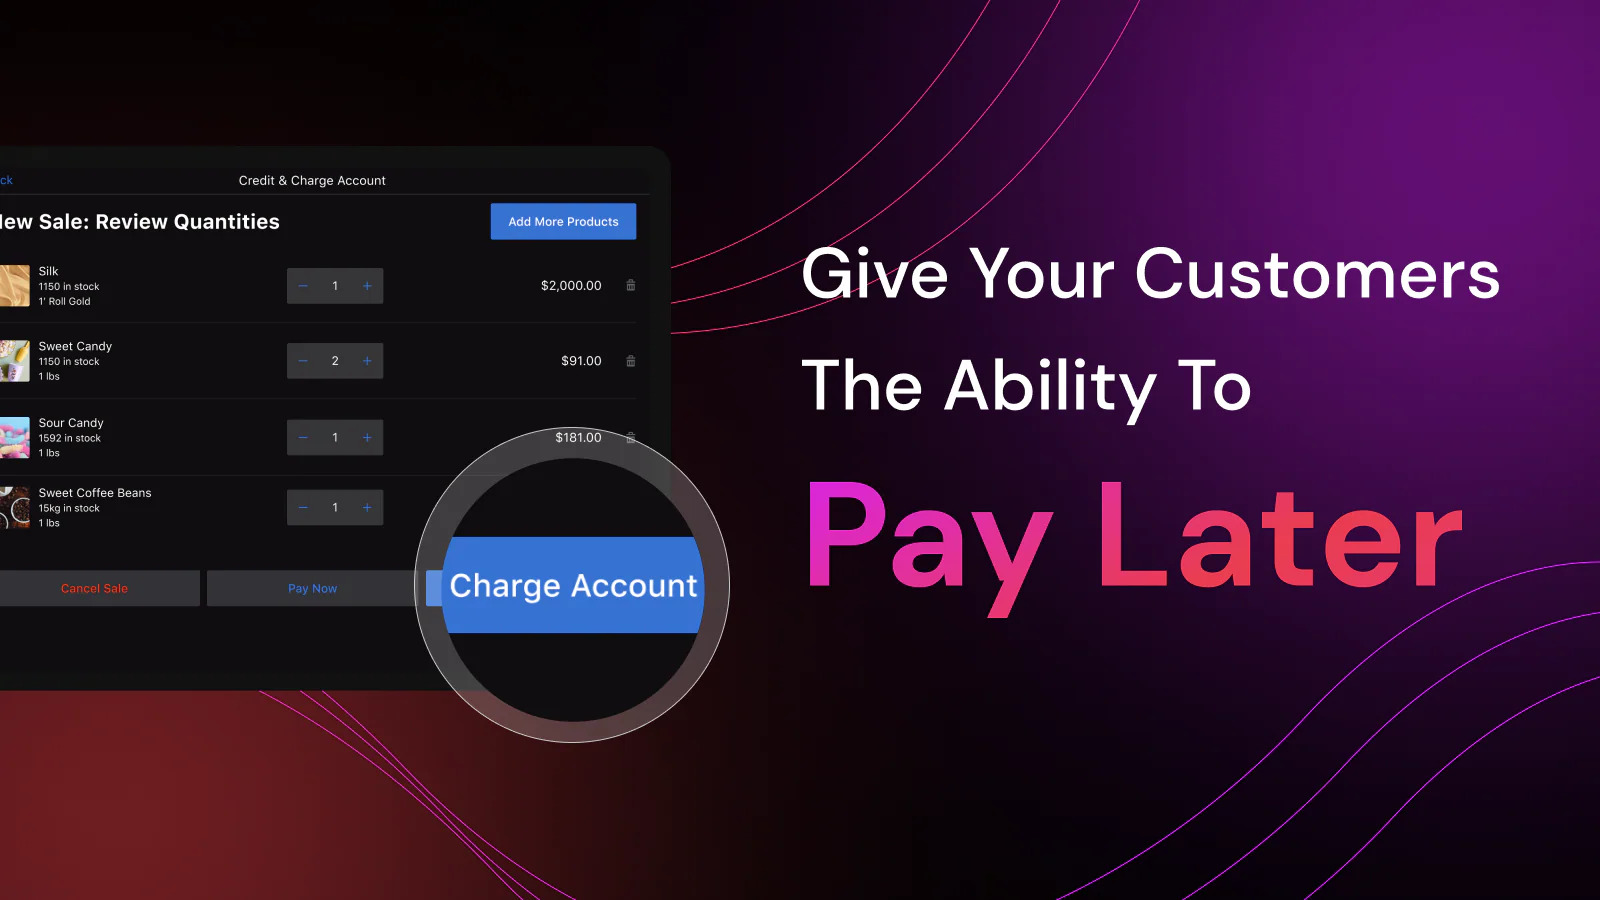 ck
Credit & Charge Account
New Sale: Review Quantities
Add More Products
Silk
1150 in stock
1' Roll Gold
− 1 +
$2,000.00
Sweet Candy
1150 in stock
1 lbs
− 2 +
$91.00
Sour Candy
1592 in stock
1 lbs
− 1 +
$181.00
Sweet Coffee Beans
15kg in stock
1 lbs
− 1 +
Cancel Sale
Pay Now
Charge Account
Give Your Customers
The Ability To
Pay Later